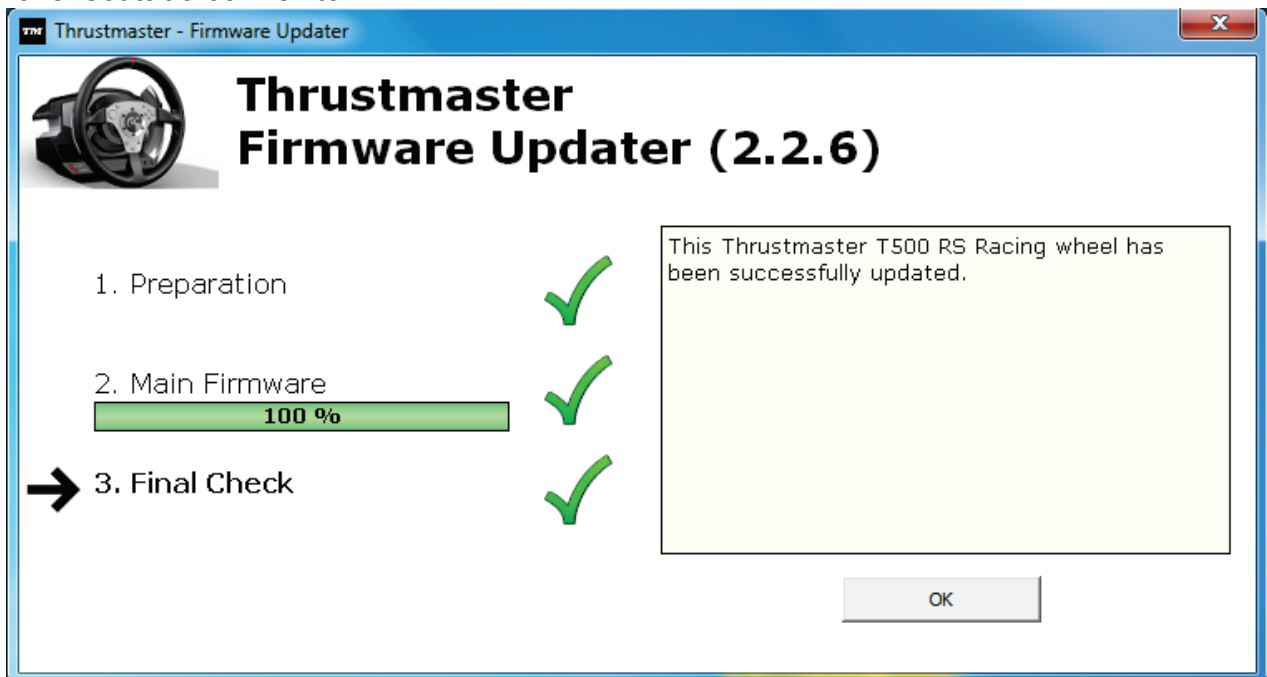 TM Thrustmaster - Firmware Updater
X
Thrustmaster
Firmware Updater (2.2.6)
1. Preparation
2. Main Firmware
100 %
3. Final Check
This Thrustmaster T500 RS Racing wheel has
been successfully updated.
OK